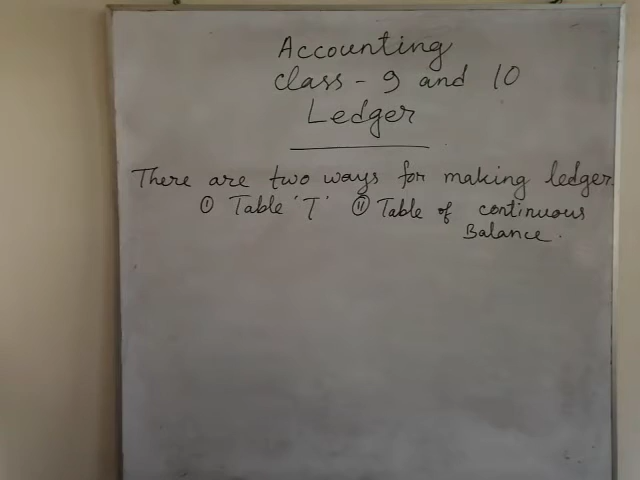 Accounting
Class - 9 and 10
Ledger
There are two ways for making ledger.
① Table 'T' ⑪ Table of continuous
Balance.